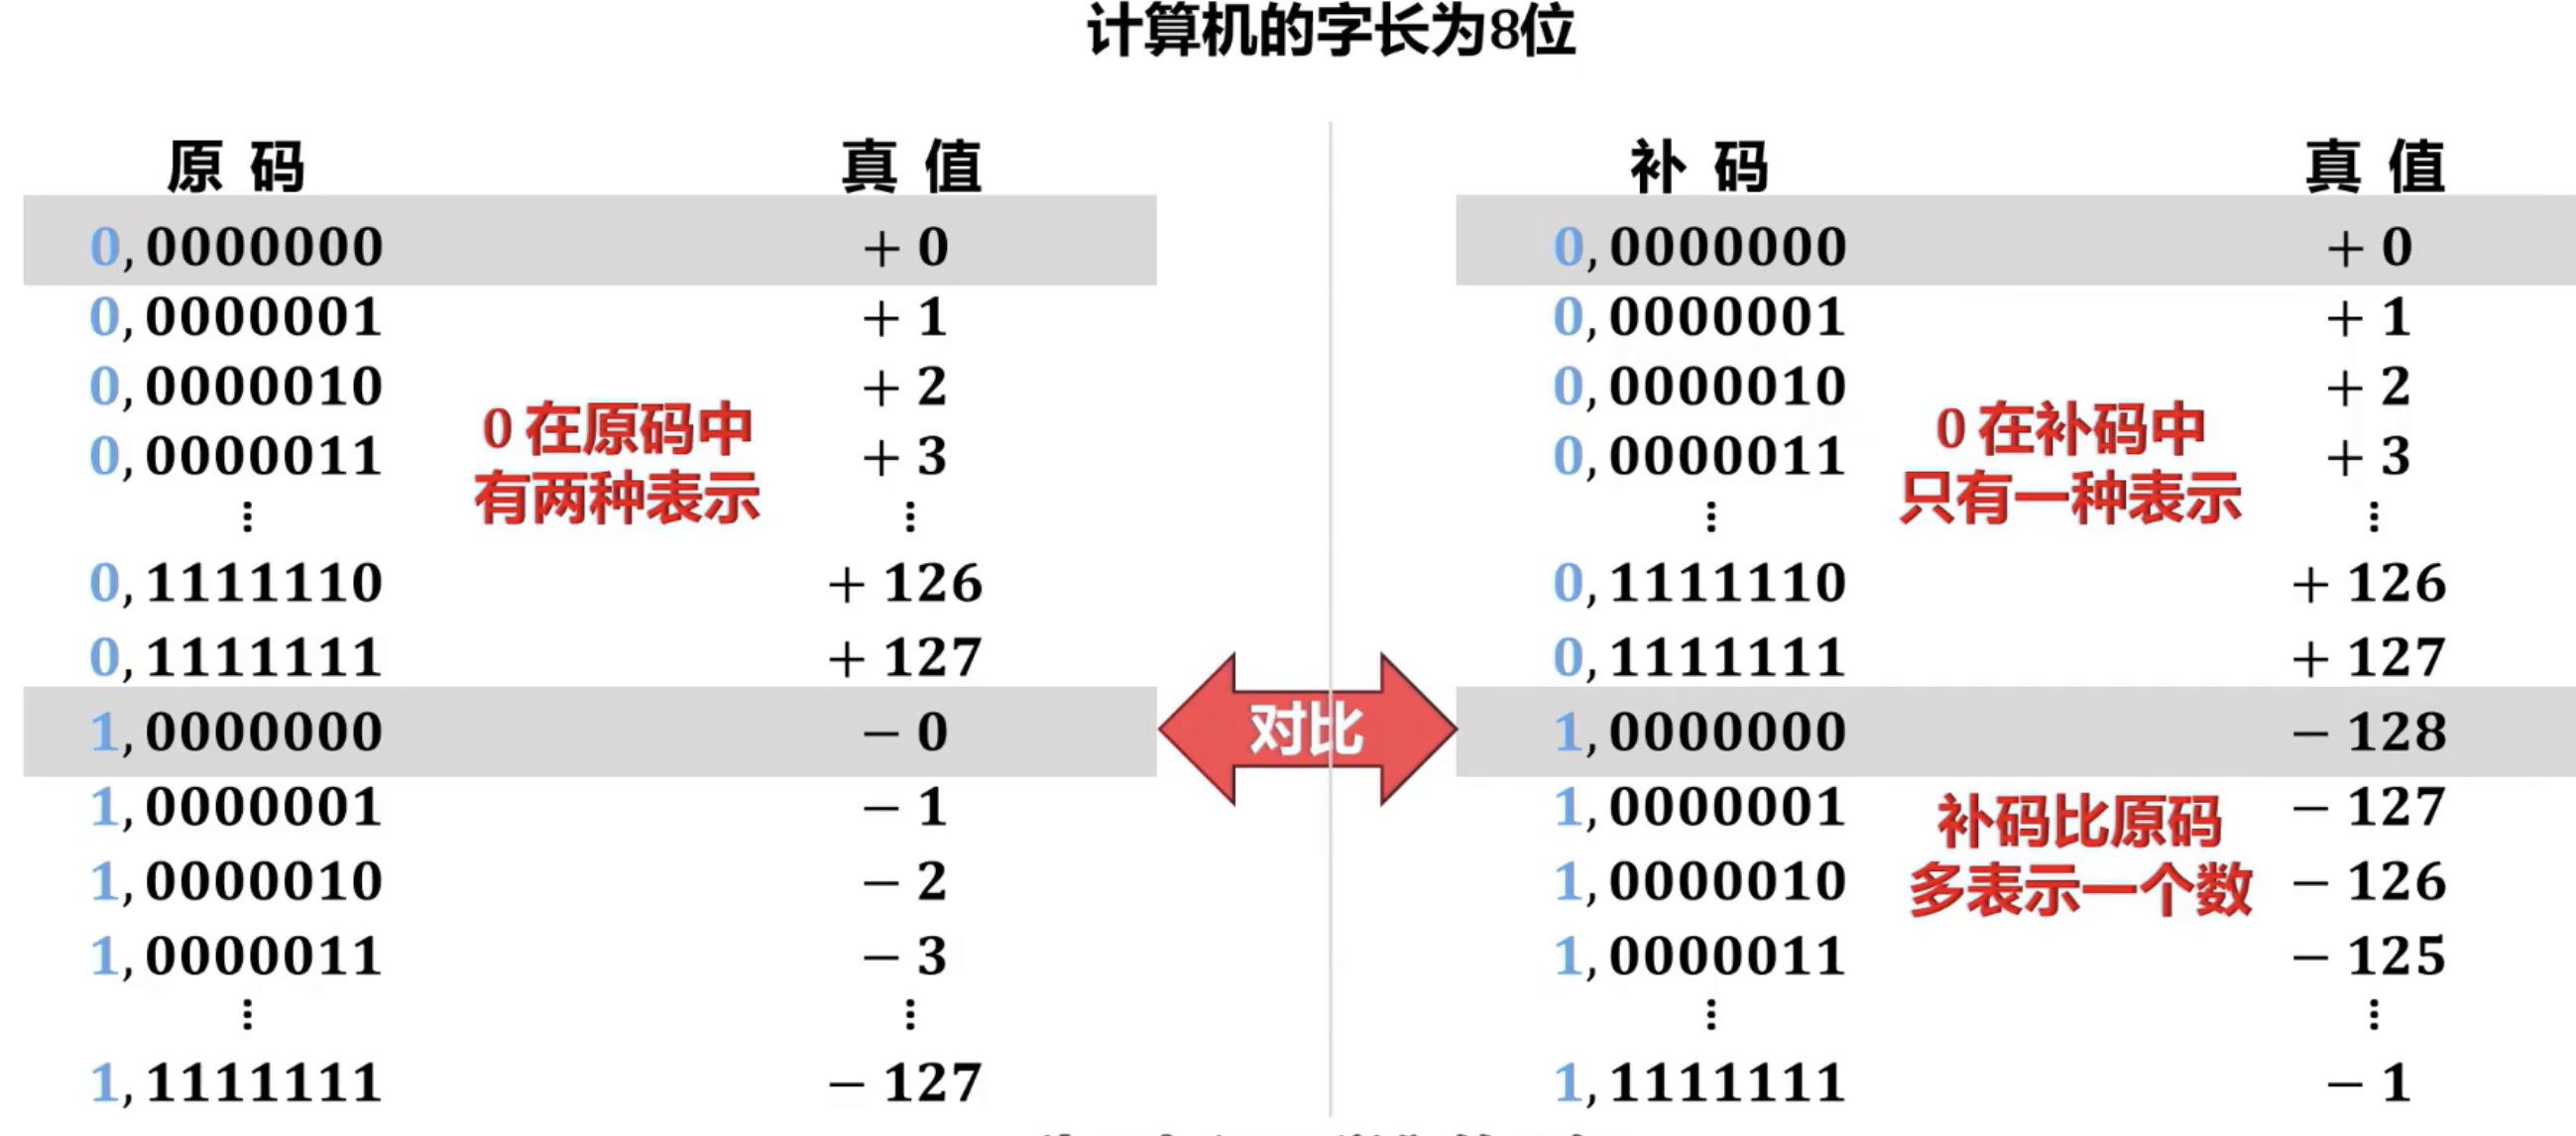 计算机的字长为8位
原 码 真 值
0,0000000 + 0
0,0000001 + 1
0,0000010 + 2
0,0000011 + 3
0 在原码中
有两种表示
⋮ ⋮
0,1111110 + 126
0,1111111 + 127
1,0000000 − 0
1,0000001 − 1
1,0000010 − 2
1,0000011 − 3
⋮ ⋮
1,1111111 − 127
对比
补 码 真 值
0,0000000 + 0
0,0000001 + 1
0,0000010 + 2
0,0000011 + 3
0 在补码中
只有一种表示
⋮ ⋮
0,1111110 + 126
0,1111111 + 127
1,0000000 − 128
1,0000001 − 127
补码比原码
多表示一个数
1,0000010 − 126
1,0000011 − 125
⋮ ⋮
1,1111111 − 1